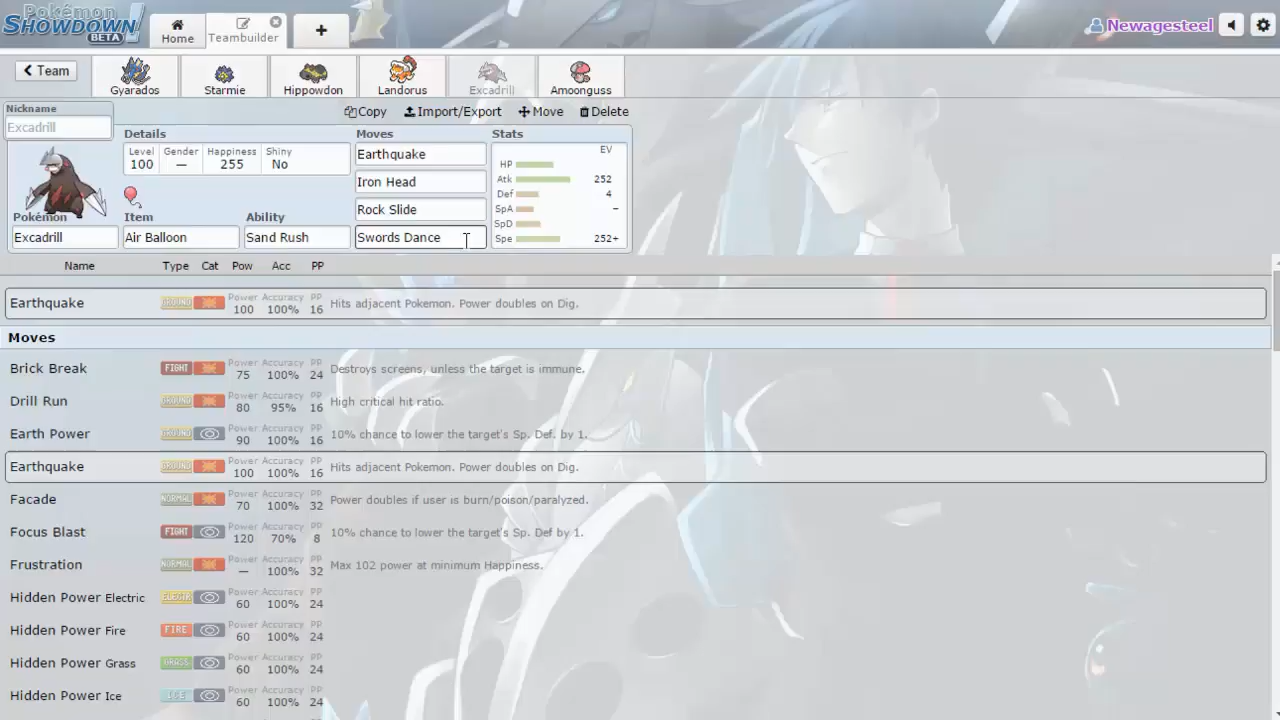 Pokémon
SHOWDOWN
BETA
Home
Teambuilder
+
Newagesteel
Team
Gyarados
Starmie
Hippowdon
Landorus
Excadrill
Amoonguss
Copy
Import/Export
Move
Delete
Nickname
Excadrill
Details
Level
100
Gender
—
Happiness
255
Shiny
No
Pokémon
Excadrill
Item
Air Balloon
Ability
Sand Rush
Moves
Earthquake
Iron Head
Rock Slide
Swords Dance
Stats
EV
HP
Atk 252
Def 4
SpA –
SpD
Spe 252+
Name Type Cat Pow Acc PP
Earthquake GROUND Power 100 Accuracy 100% PP 16 Hits adjacent Pokemon. Power doubles on Dig.
Moves
Brick Break FIGHT Power 75 Accuracy 100% PP 24 Destroys screens, unless the target is immune.
Drill Run GROUND Power 80 Accuracy 95% PP 16 High critical hit ratio.
Earth Power GROUND Power 90 Accuracy 100% PP 16 10% chance to lower the target's Sp. Def. by 1.
Earthquake GROUND Power 100 Accuracy 100% PP 16 Hits adjacent Pokemon. Power doubles on Dig.
Facade NORMAL Power 70 Accuracy 100% PP 32 Power doubles if user is burn/poison/paralyzed.
Focus Blast FIGHT Power 120 Accuracy 70% PP 8 10% chance to lower the target's Sp. Def by 1.
Frustration NORMAL Power — Accuracy 100% PP 32 Max 102 power at minimum Happiness.
Hidden Power Electric ELECTR Power 60 Accuracy 100% PP 24
Hidden Power Fire FIRE Power 60 Accuracy 100% PP 24
Hidden Power Grass GRASS Power 60 Accuracy 100% PP 24
Hidden Power Ice ICE Power 60 Accuracy 100% PP 24